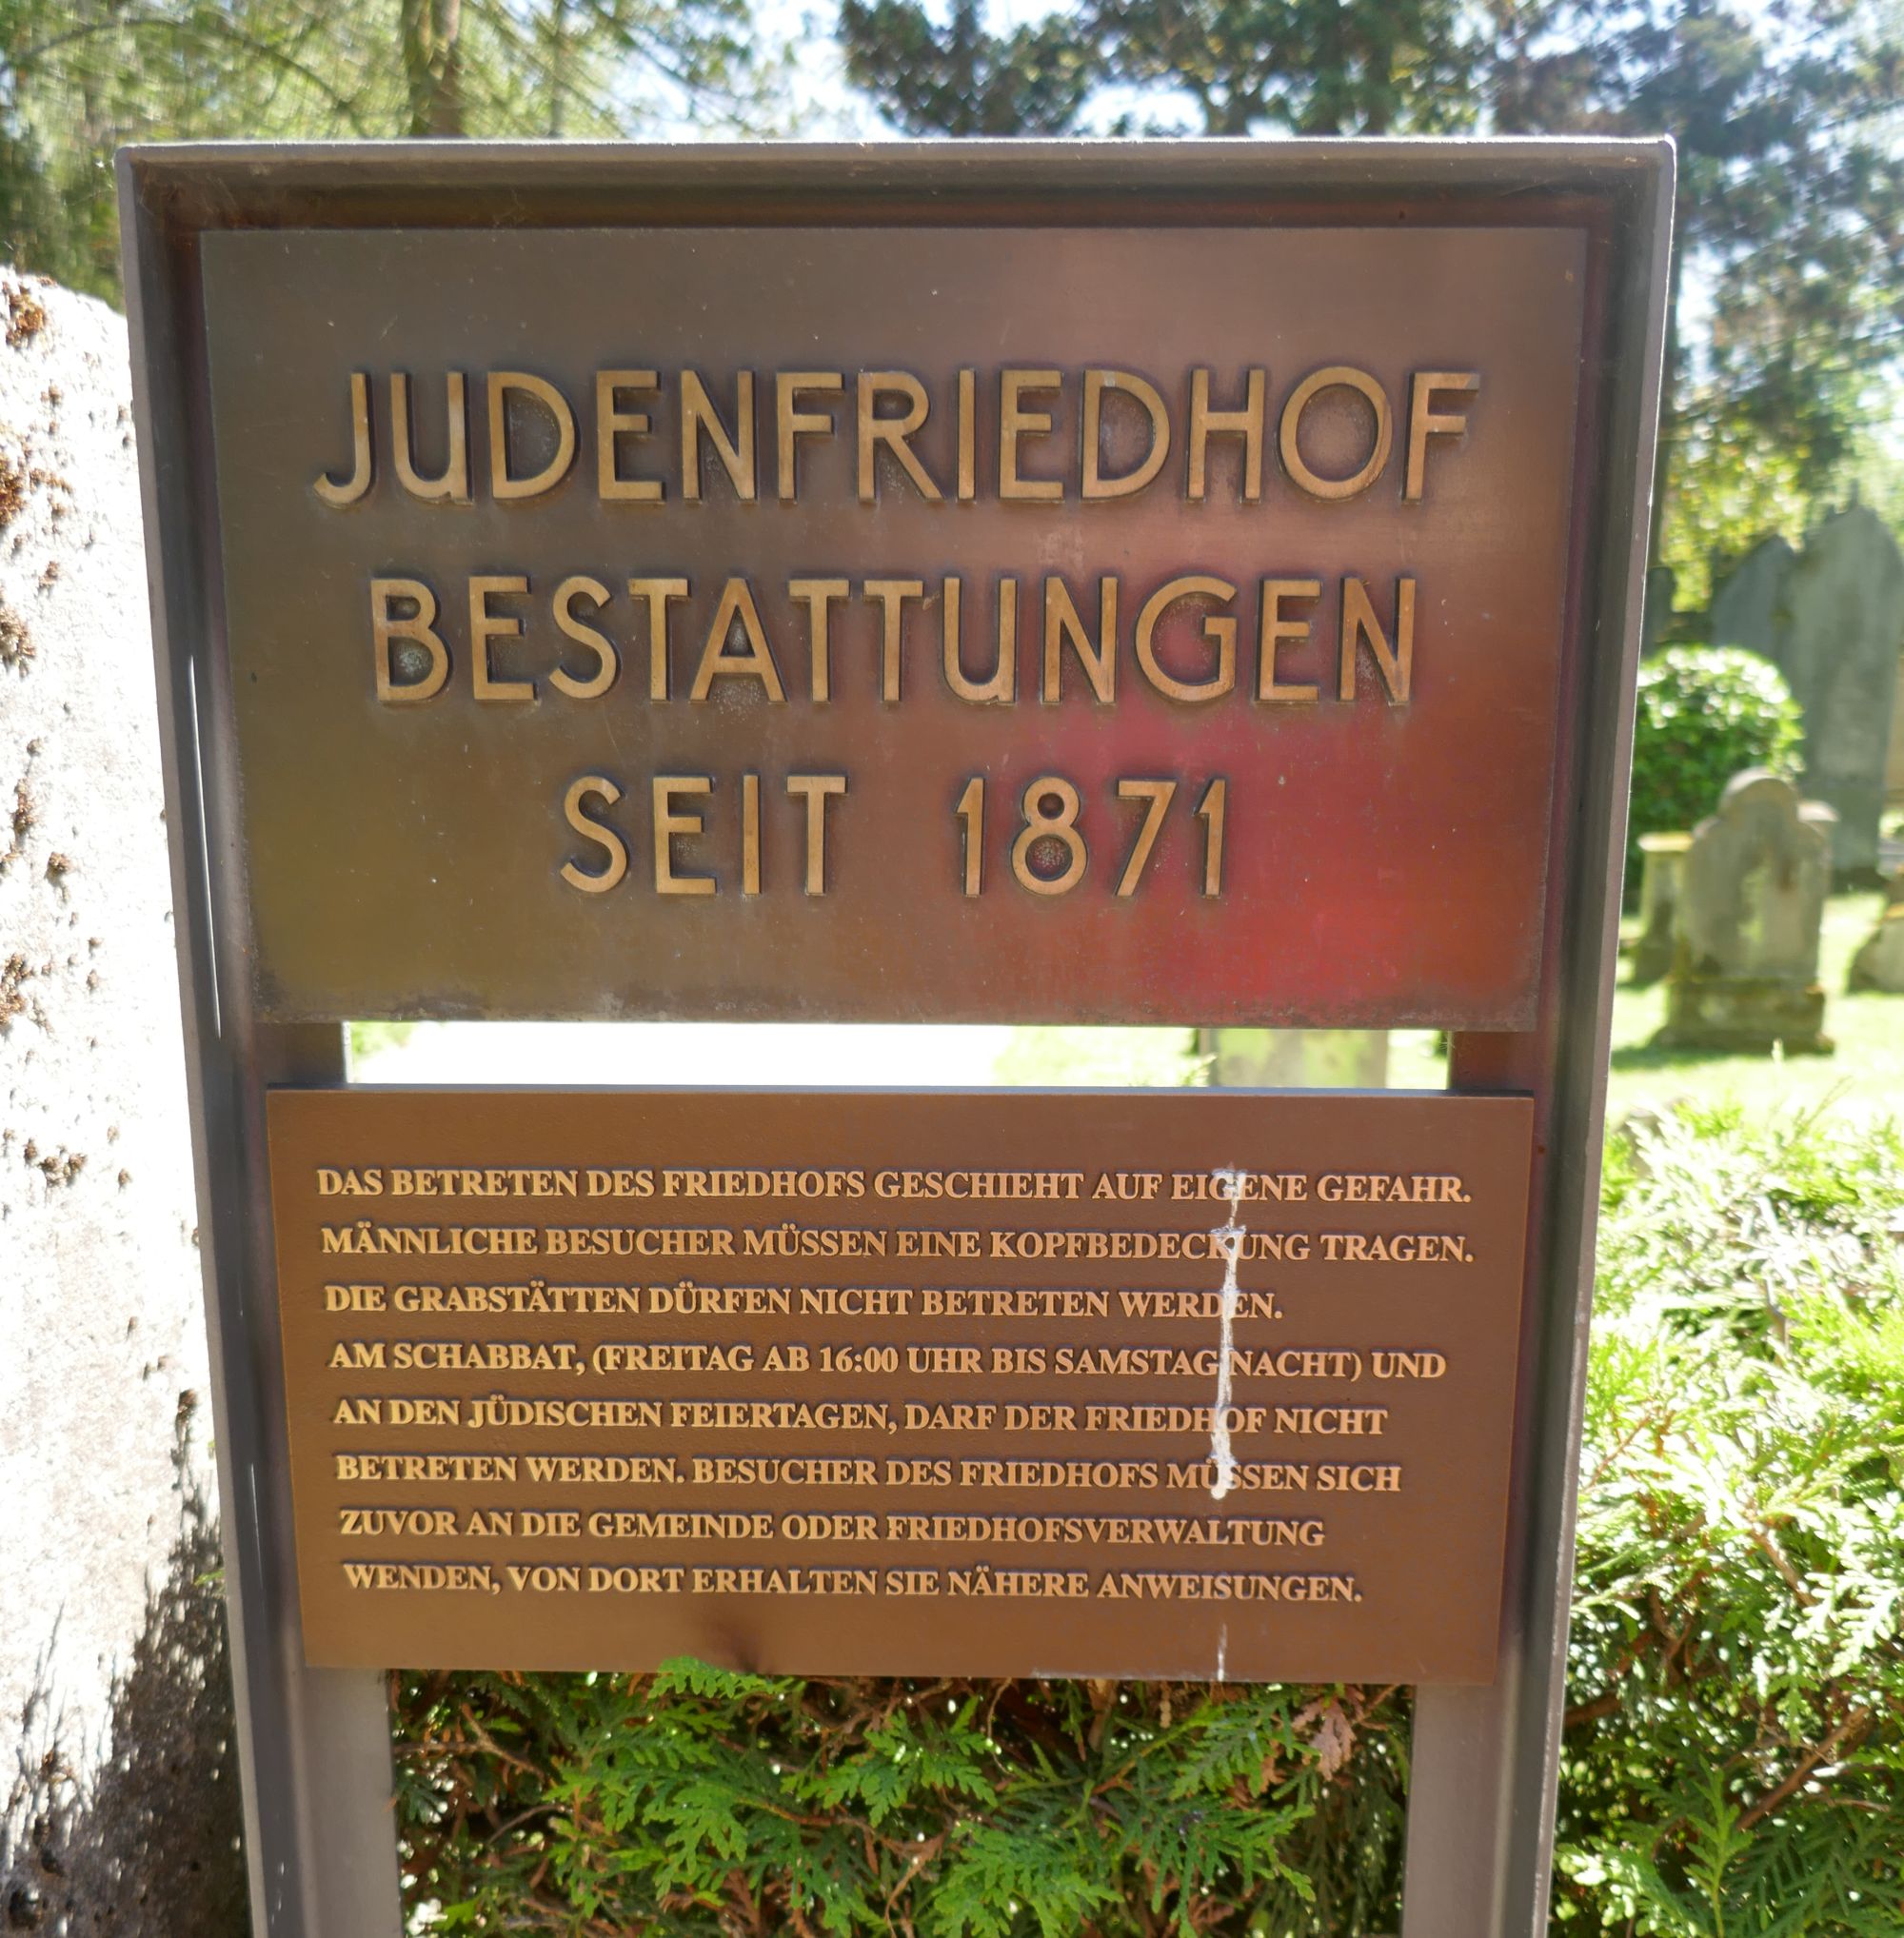 JUDENFRIEDHOF
BESTATTUNGEN
SEIT 1871
DAS BETRETEN DES FRIEDHOFS GESCHIEHT AUF EIGENE GEFAHR.
MÄNNLICHE BESUCHER MÜSSEN EINE KOPFBEDECKUNG TRAGEN.
DIE GRABSTÄTTEN DÜRFEN NICHT BETRETEN WERDEN.
AM SCHABBAT, (FREITAG AB 16:00 UHR BIS SAMSTAG NACHT) UND
AN DEN JÜDISCHEN FEIERTAGEN, DARF DER FRIEDHOF NICHT
BETRETEN WERDEN. BESUCHER DES FRIEDHOFS MÜSSEN SICH
ZUVOR AN DIE GEMEINDE ODER FRIEDHOFSVERWALTUNG
WENDEN, VON DORT ERHALTEN SIE NÄHERE ANWEISUNGEN.